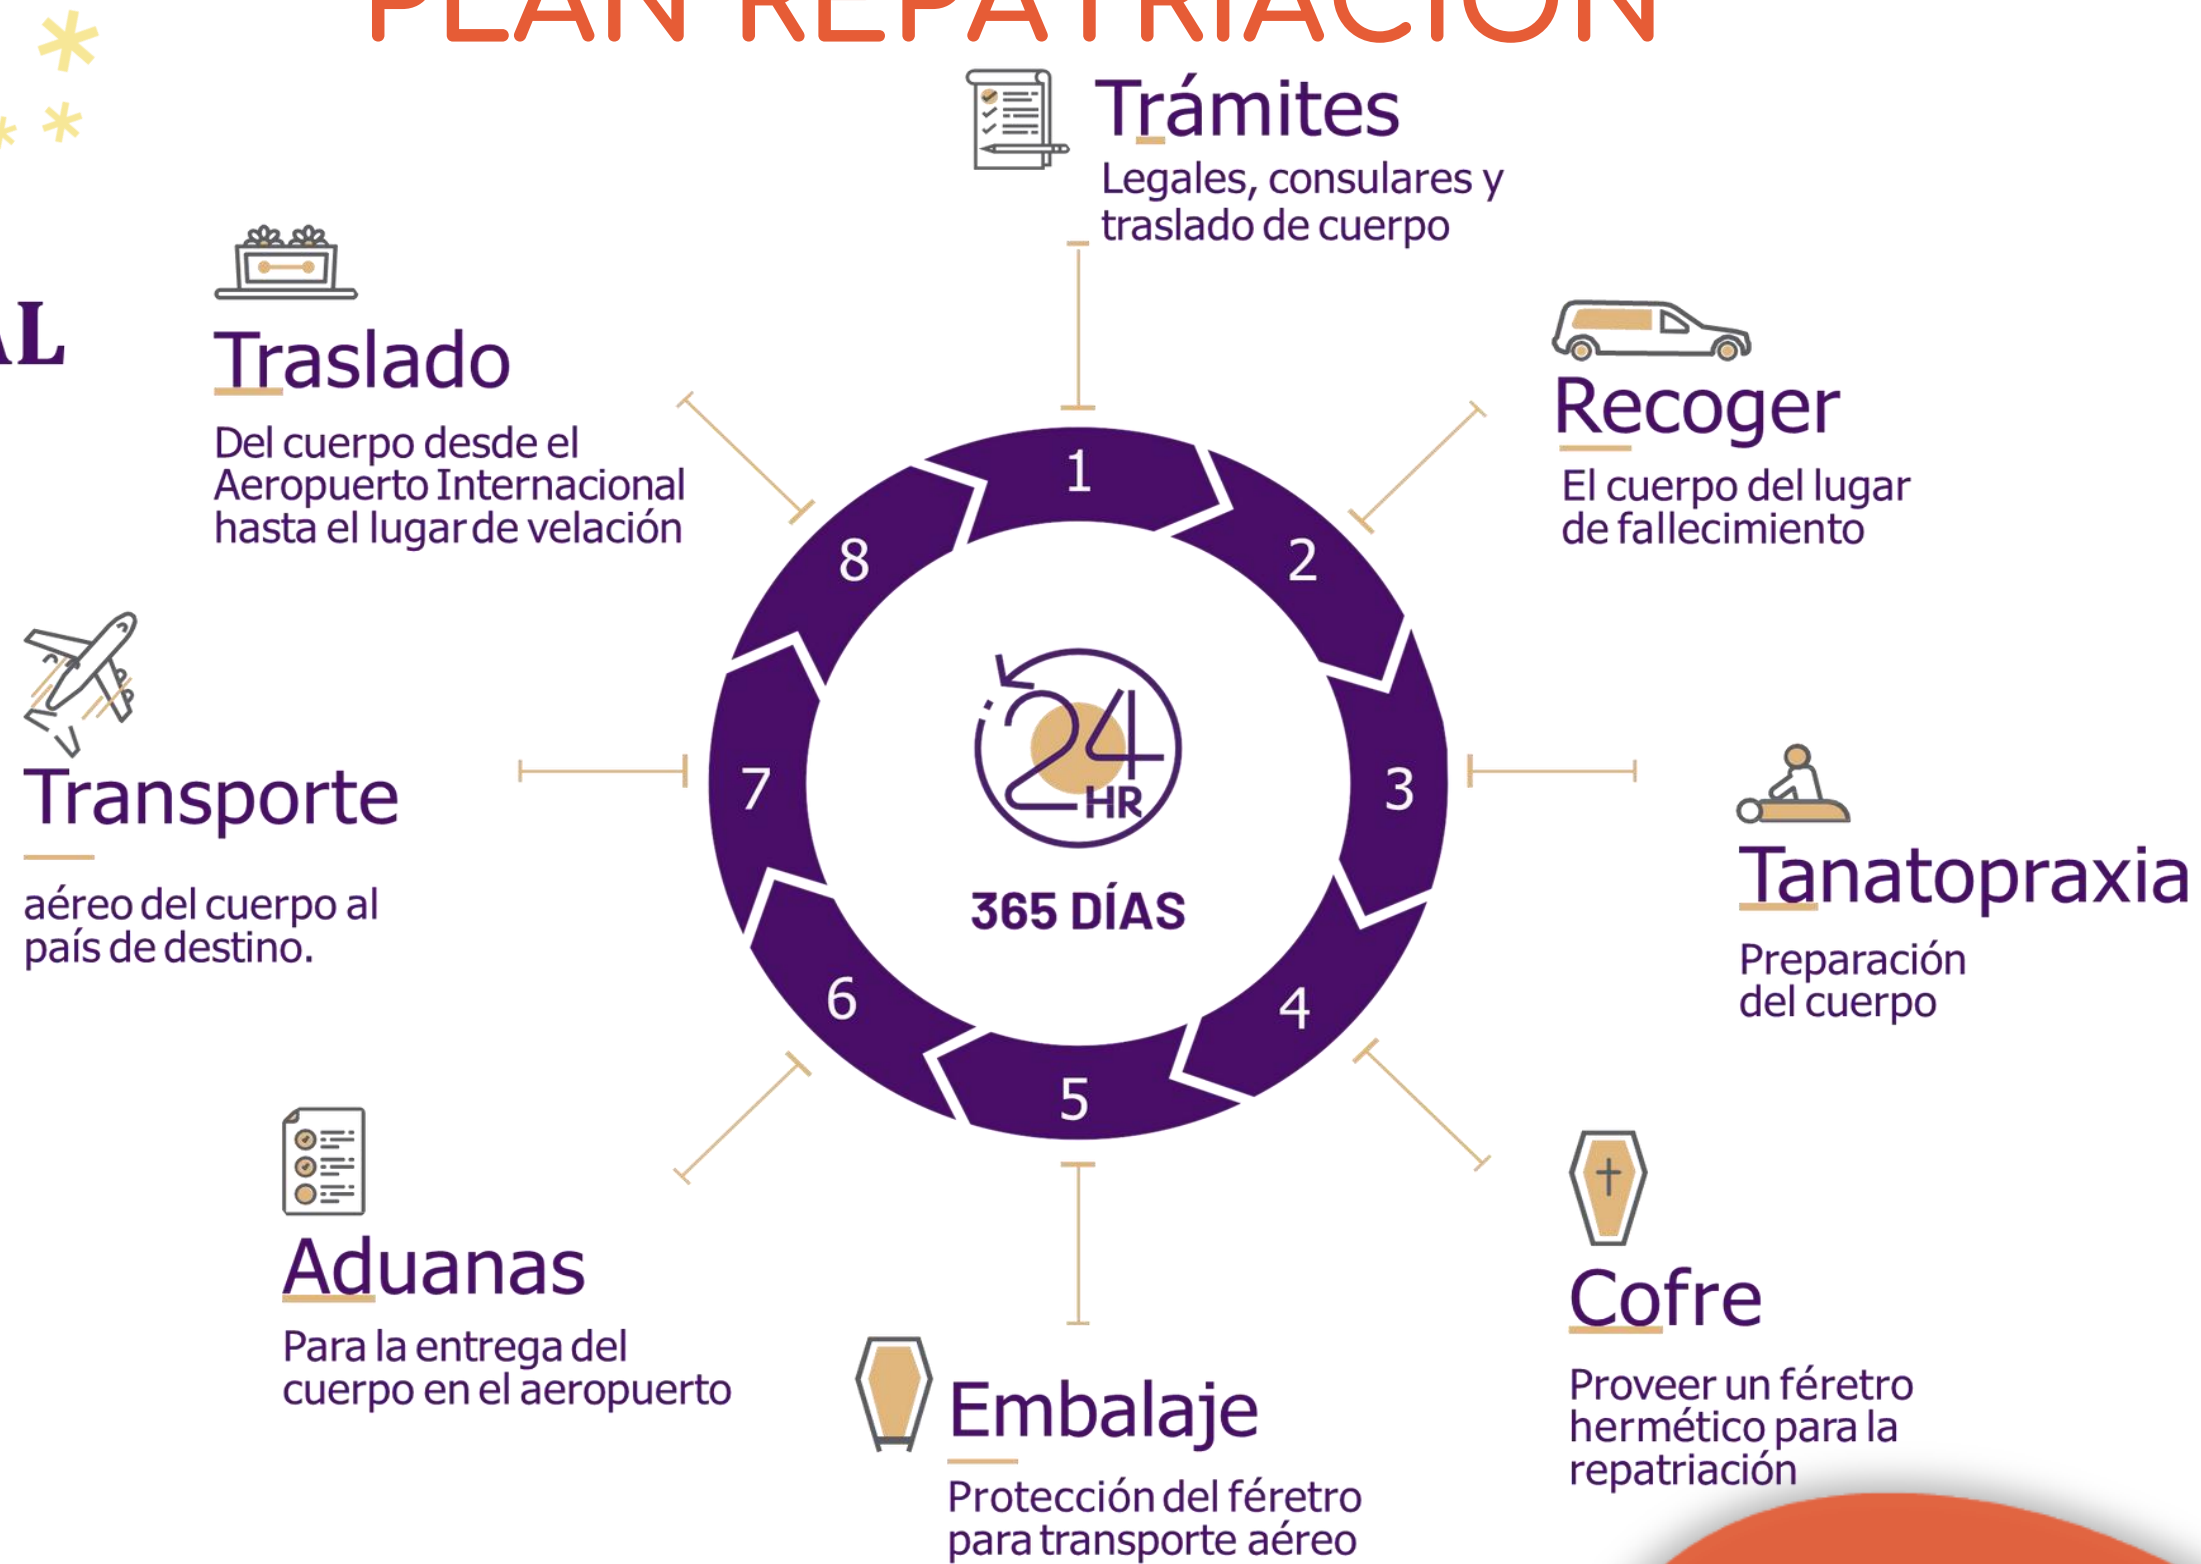 PLAN REPATRIACIÓN
Trámites
Legales, consulares y
traslado de cuerpo
Recoger
El cuerpo del lugar
de fallecimiento
Tanatopraxia
Preparación
del cuerpo
Cofre
Proveer un féretro
hermético para la
repatriación
Embalaje
Protección del féretro
para transporte aéreo
Aduanas
Para la entrega del
cuerpo en el aeropuerto
Transporte
aéreo del cuerpo al
país de destino.
Traslado
Del cuerpo desde el
Aeropuerto Internacional
hasta el lugar de velación
1
2
3
4
5
6
7
8
24
HR
365 DÍAS